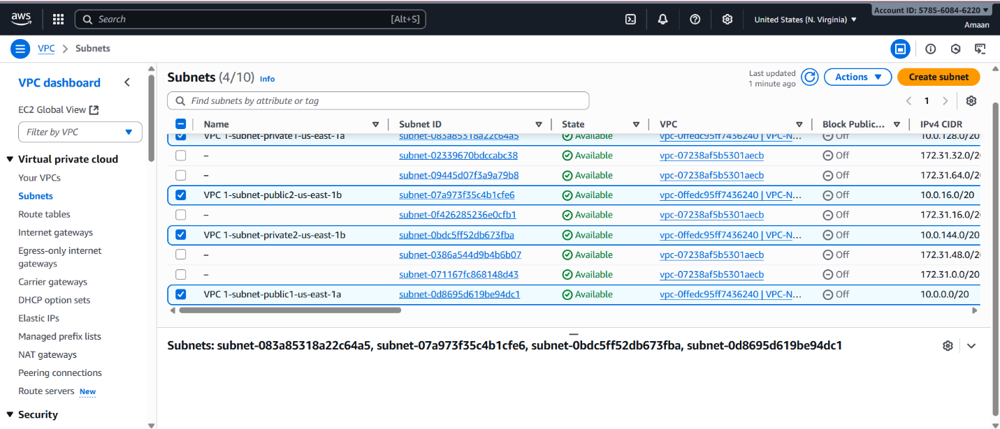 aws
Search [Alt+S]
United States (N. Virginia)
Account ID: 5785-6084-6220
Amaan
VPC Subnets
VPC dashboard
EC2 Global View
Filter by VPC
Virtual private cloud
Your VPCs
Subnets
Route tables
Internet gateways
Egress-only internet
gateways
Carrier gateways
DHCP option sets
Elastic IPs
Managed prefix lists
NAT gateways
Peering connections
Route servers New
Security
Subnets (4/10) Info
Last updated
1 minute ago
Actions
Create subnet
Find subnets by attribute or tag
1
Name Subnet ID State VPC Block Public... IPv4 CIDR
VPC 1-subnet-private1-us-east-1a subnet-083a85318a22c64a5 Available vpc-0ffedc95ff7436240 | VPC-N... Off 10.0.128.0/20
– subnet-02339670bdccabc38 Available vpc-07238af5b5301aecb Off 172.31.32.0/20
– subnet-09445d07f3a9a79b8 Available vpc-07238af5b5301aecb Off 172.31.64.0/20
VPC 1-subnet-public2-us-east-1b subnet-07a973f35c4b1cfe6 Available vpc-0ffedc95ff7436240 | VPC-N... Off 10.0.16.0/20
– subnet-0f426285236e0cfb1 Available vpc-07238af5b5301aecb Off 172.31.16.0/20
VPC 1-subnet-private2-us-east-1b subnet-0bdc5ff52db673fba Available vpc-0ffedc95ff7436240 | VPC-N... Off 10.0.144.0/20
– subnet-0386a544d9b4b6b07 Available vpc-07238af5b5301aecb Off 172.31.48.0/20
– subnet-071167fc868148d43 Available vpc-07238af5b5301aecb Off 172.31.0.0/20
VPC 1-subnet-public1-us-east-1a subnet-0d8695d619be94dc1 Available vpc-0ffedc95ff7436240 | VPC-N... Off 10.0.0.0/20
Subnets: subnet-083a85318a22c64a5, subnet-07a973f35c4b1cfe6, subnet-0bdc5ff52db673fba, subnet-0d8695d619be94dc1